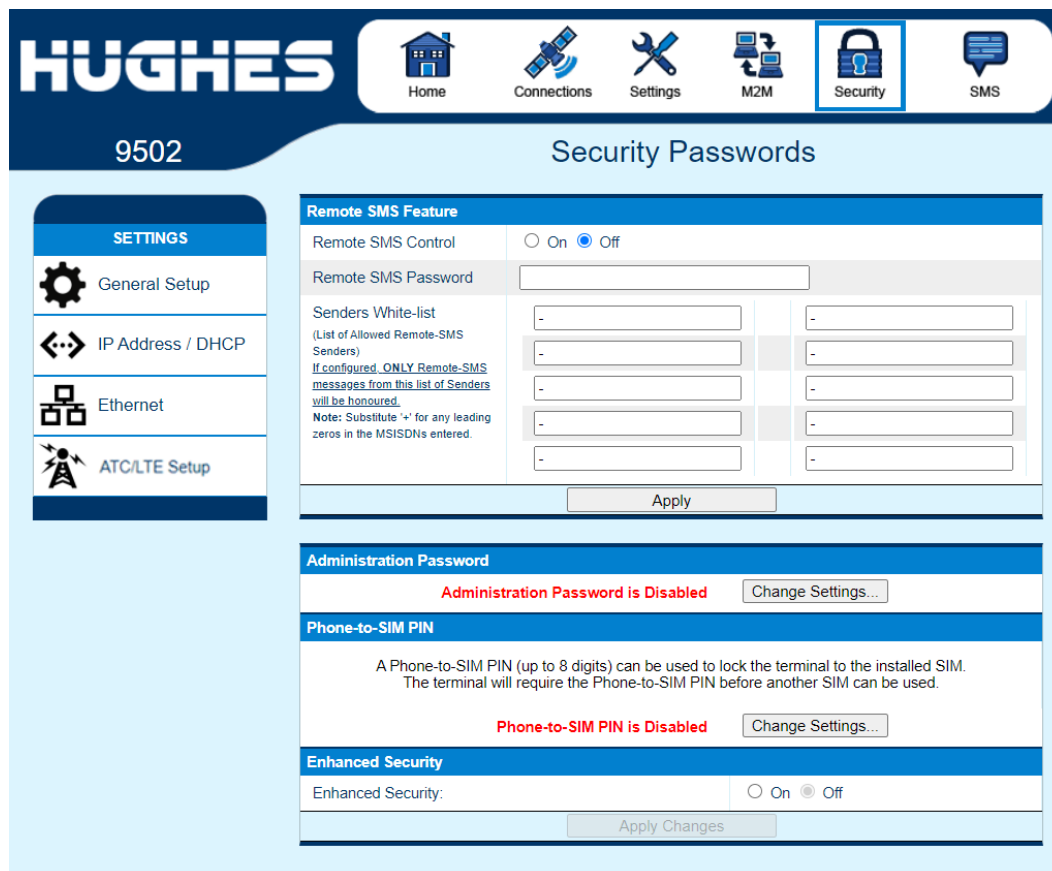 HUGHES
Home
Connections
Settings
M2M
Security
SMS
9502
Security Passwords
SETTINGS
General Setup
IP Address / DHCP
Ethernet
ATC/LTE Setup
Remote SMS Feature
Remote SMS Control
On Off
Remote SMS Password
Senders White-list
(List of Allowed Remote-SMS
Senders)
If configured, ONLY Remote-SMS
messages from this list of Senders
will be honoured.
Note: Substitute '+' for any leading
zeros in the MSISDNs entered.
- -
- -
- -
- -
- -
Apply
Administration Password
Administration Password is Disabled Change Settings...
Phone-to-SIM PIN
A Phone-to-SIM PIN (up to 8 digits) can be used to lock the terminal to the installed SIM.
The terminal will require the Phone-to-SIM PIN before another SIM can be used.
Phone-to-SIM PIN is Disabled Change Settings...
Enhanced Security
Enhanced Security: On Off
Apply Changes